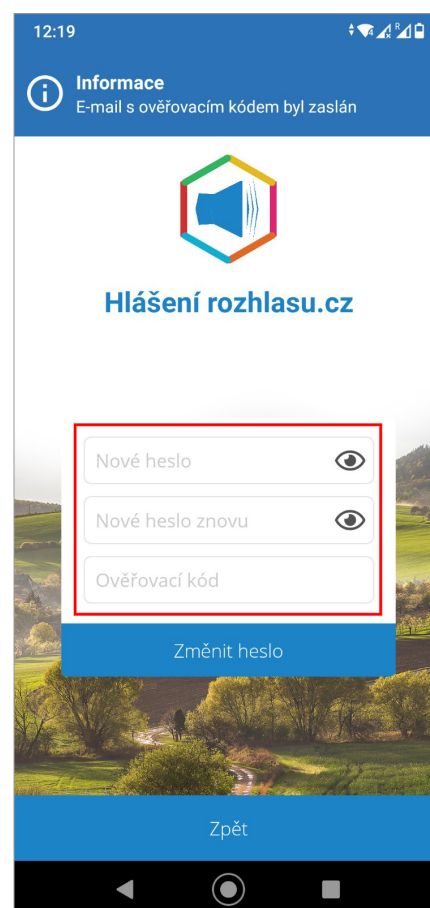 12:19
Informace
E-mail s ověřovacím kódem byl zaslán
Hlášení rozhlasu.cz
Nové heslo
Nové heslo znovu
Ověřovací kód
Změnit heslo
Zpět